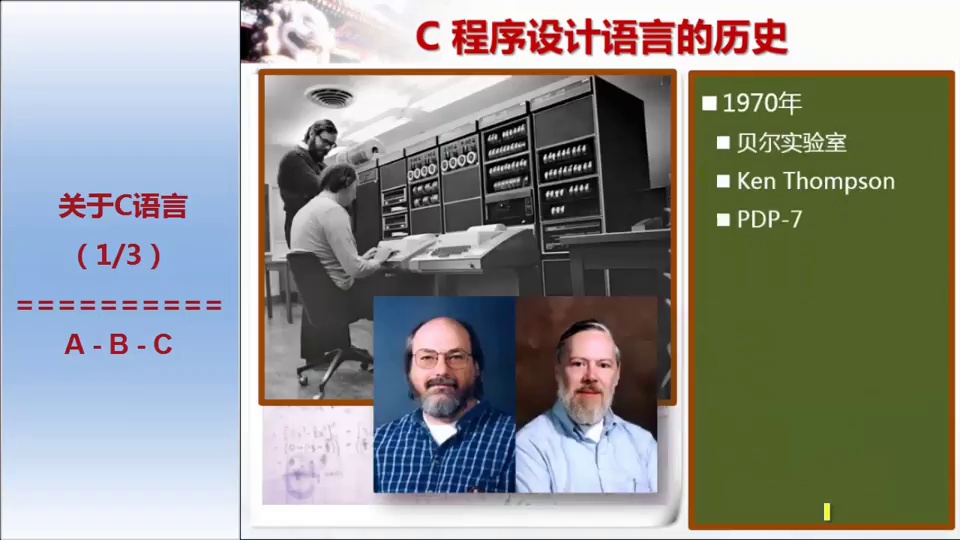 C 程序设计语言的历史
关于C语言
（1/3）
==========
A - B - C
1970年
贝尔实验室
Ken Thompson
PDP-7